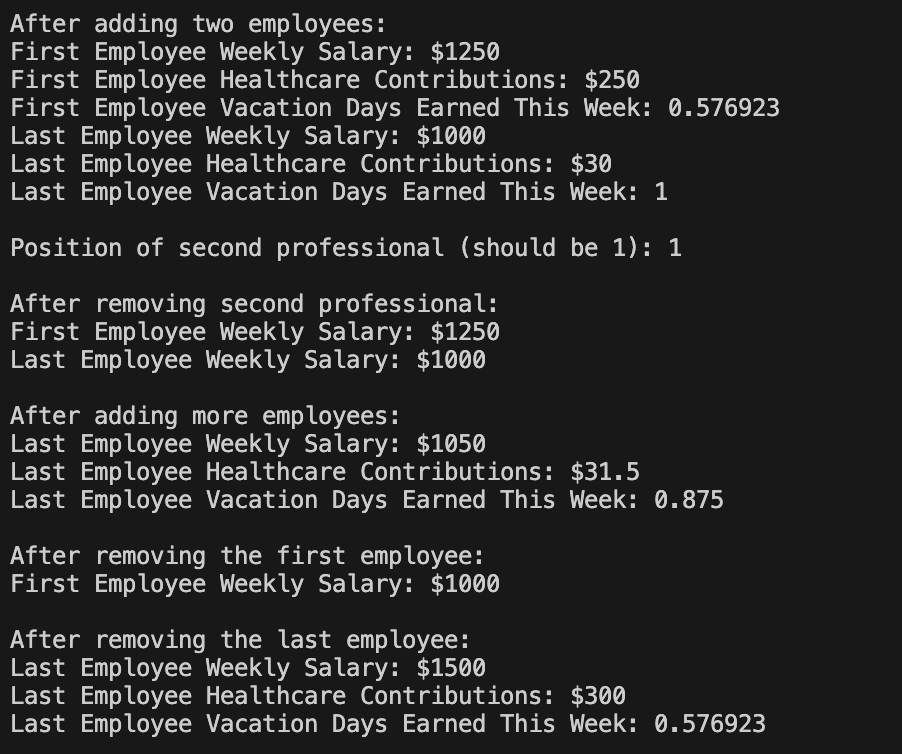 After adding two employees:
First Employee Weekly Salary: $1250
First Employee Healthcare Contributions: $250
First Employee Vacation Days Earned This Week: 0.576923
Last Employee Weekly Salary: $1000
Last Employee Healthcare Contributions: $30
Last Employee Vacation Days Earned This Week: 1
Position of second professional (should be 1): 1
After removing second professional:
First Employee Weekly Salary: $1250
Last Employee Weekly Salary: $1000
After adding more employees:
Last Employee Weekly Salary: $1050
Last Employee Healthcare Contributions: $31.5
Last Employee Vacation Days Earned This Week: 0.875
After removing the first employee:
First Employee Weekly Salary: $1000
After removing the last employee:
Last Employee Weekly Salary: $1500
Last Employee Healthcare Contributions: $300
Last Employee Vacation Days Earned This Week: 0.576923